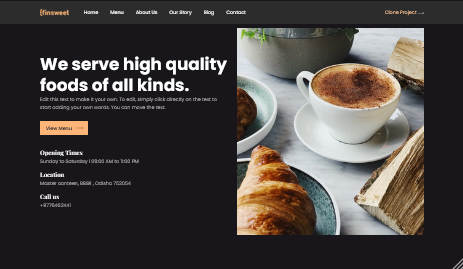 {finsweet
Home Menu About Us Our Story Blog Contact
Clone Project
We serve high quality
foods of all kinds.
Edit this text to make it your own. To edit, simply click directly on the text to
start adding your own words. You can move the text.
View Menu
Opening Times
Sunday to Saturday | 09:00 AM to 11:00 PM
Location
Master canteen, BBSR , Odisha 752054
Call us